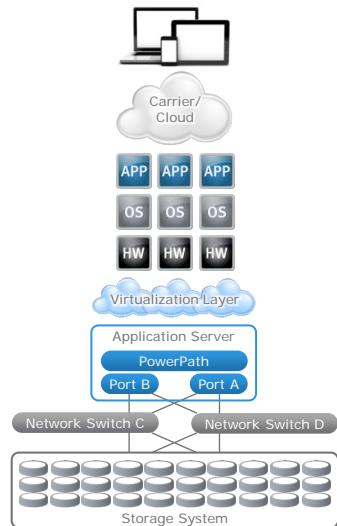 Carrier/
Cloud
APP APP APP
OS OS OS
HW HW HW
Virtualization Layer
Application Server
PowerPath
Port B Port A
Network Switch C Network Switch D
Storage System